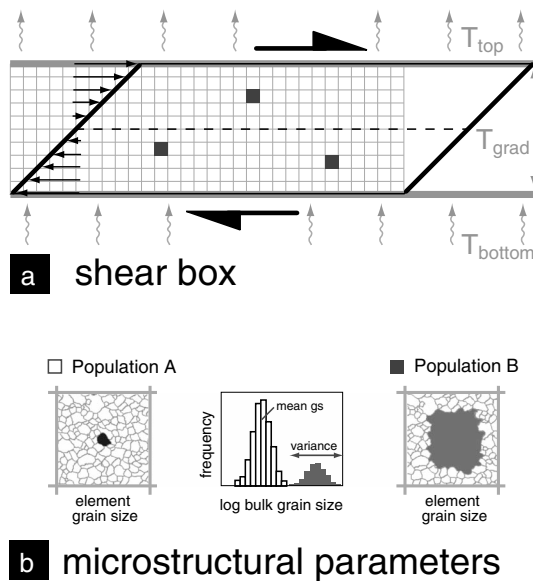 T_top
T_grad
T_bottom
a shear box
Population A
Population B
mean gs
variance
frequency
element
grain size
log bulk grain size
element
grain size
b microstructural parameters